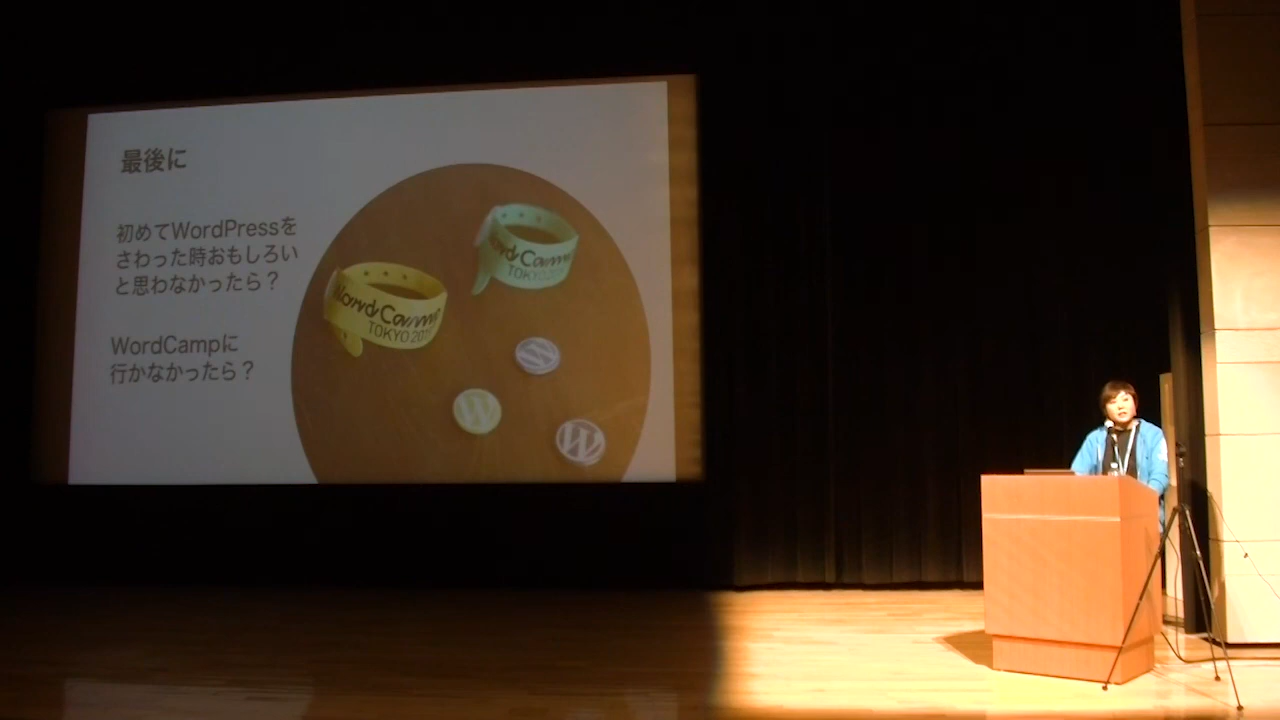 最後に
初めてWordPressを
さわった時おもしろい
と思わなかったら？
WordCampに
行かなかったら？
WordCamp
TOKYO
WordCamp
TOKYO
W
W
W